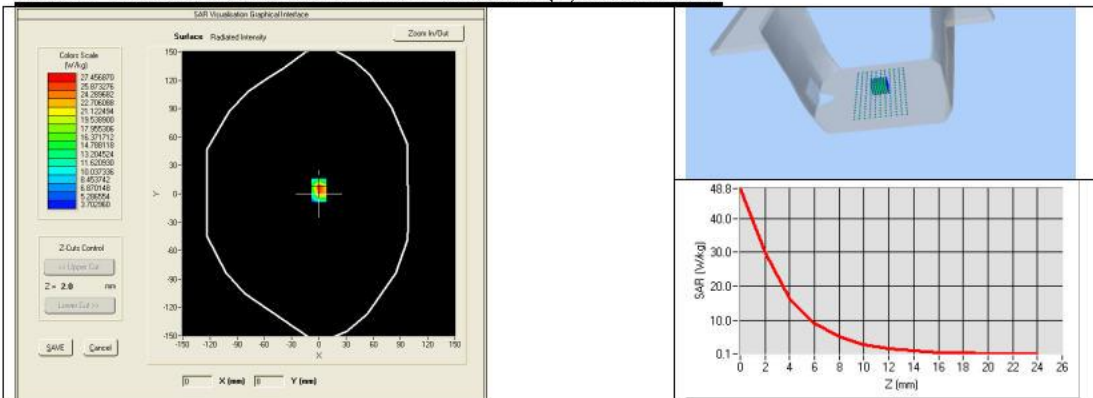 SAR Visualisation Graphical Interface
Surface Radiated Intensity
Zoom In/Out
Colors Scale
(W/kg)
27.456870
25.873276
24.289682
22.706088
21.122494
19.538900
17.955306
16.371712
14.788118
13.204524
11.620930
10.037336
8.453742
6.870148
5.286554
3.702960
150
120
90
60
30
0
-30
-60
-90
-120
-150
Y
-150 -120 -90 -60 -30 0 30 60 90 120 150
X
Z-Cuts Control
<< Upper Cut
Z = 2.0 mm
Lower Cut >>
SAVE Cancel
0 X (mm) 0 Y (mm)
48.8
40.0
30.0
20.0
10.0
0.1
SAR (W/kg)
0 2 4 6 8 10 12 14 16 18 20 22 24 26
Z (mm)